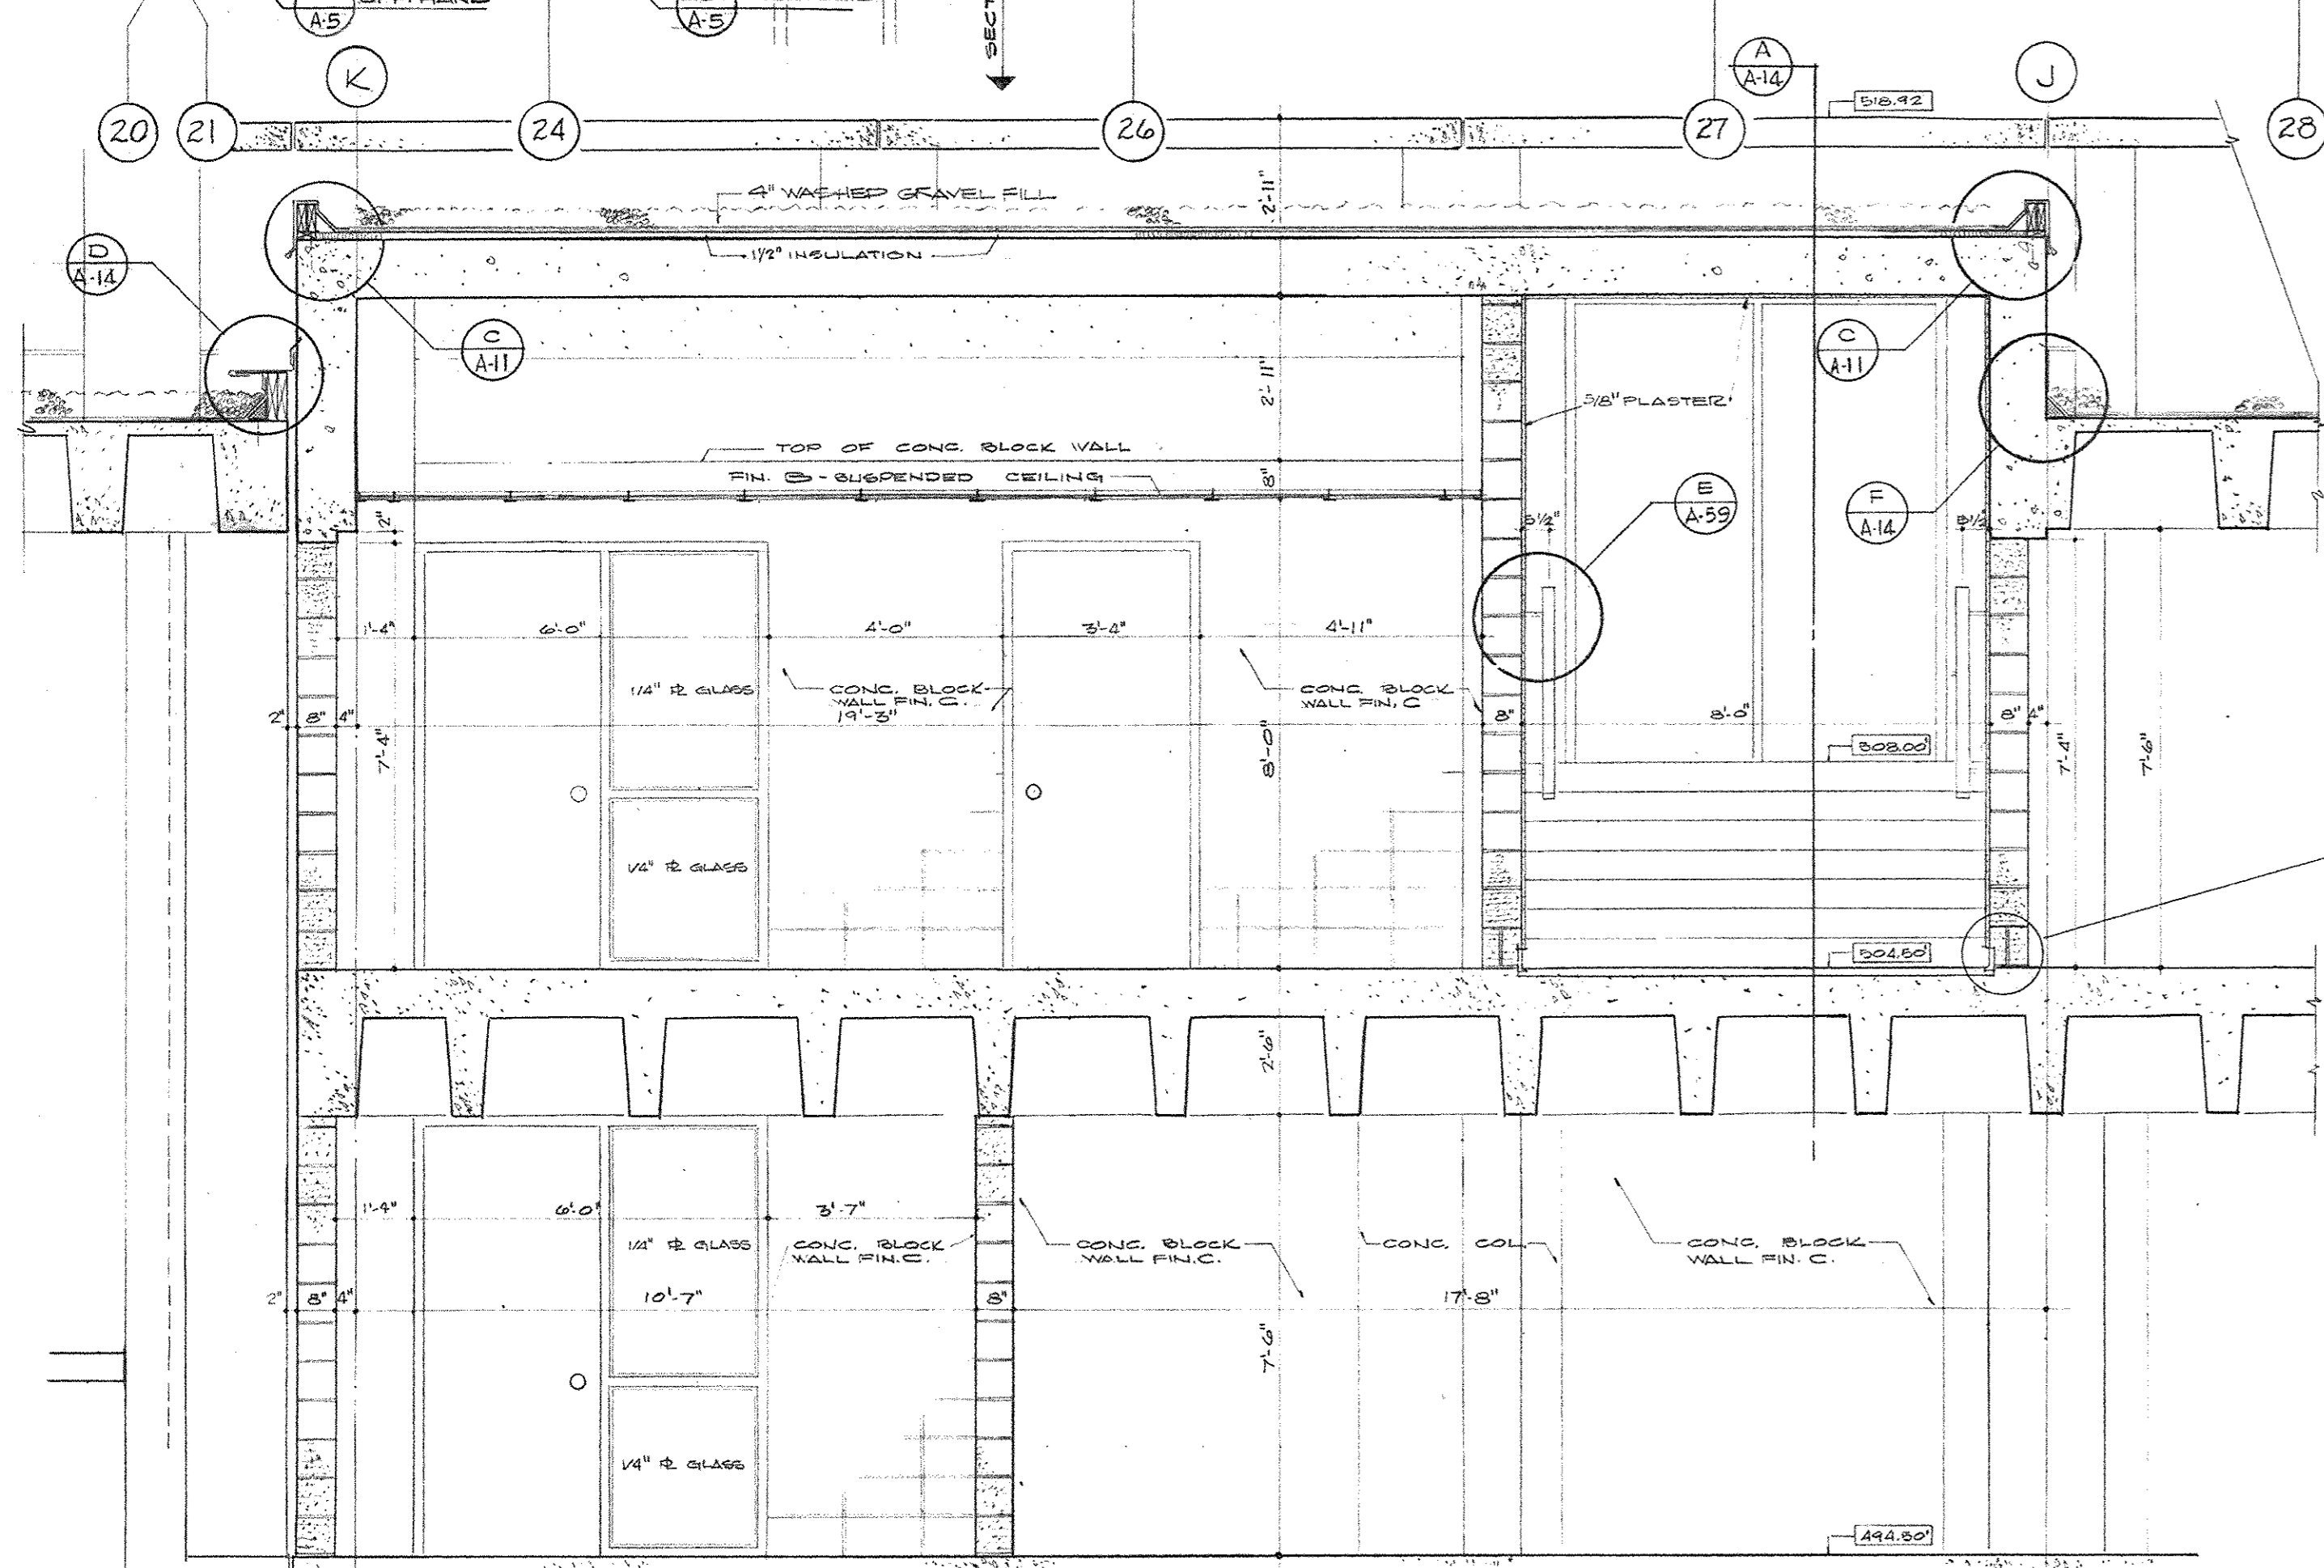 A-5
A-5
SECT
K
A
A-14
J
518.92
20
21
24
26
27
28
4" WASHED GRAVEL FILL
2'-11"
D
A-14
1½" INSULATION
C
A-11
C
A-11
2'-11"
5/8" PLASTER
TOP OF CONC. BLOCK WALL
FIN. B - SUSPENDED CEILING
8"
E
A-59
F
A-14
2"
5½"
1'-4"
6'-0"
4'-0"
3'-4"
4'-11"
1/4" PL GLASS
CONC. BLOCK
WALL FIN. C.
19'-3"
CONC. BLOCK
WALL FIN. C
2"
8"
4"
7'-4"
8'-0"
8"
8'-0"
8"
4"
508.00'
7'-4"
7'-6"
1/4" PL GLASS
504.50'
2'-6"
1'-4"
6'-0"
3'-7"
1/4" PL GLASS
CONC. BLOCK
WALL FIN. C.
CONC. BLOCK
WALL FIN. C.
CONC. COL.
CONC. BLOCK
WALL FIN. C.
2"
8"
4"
10'-7"
8"
17'-8"
7'-6"
1/4" PL GLASS
494.50'